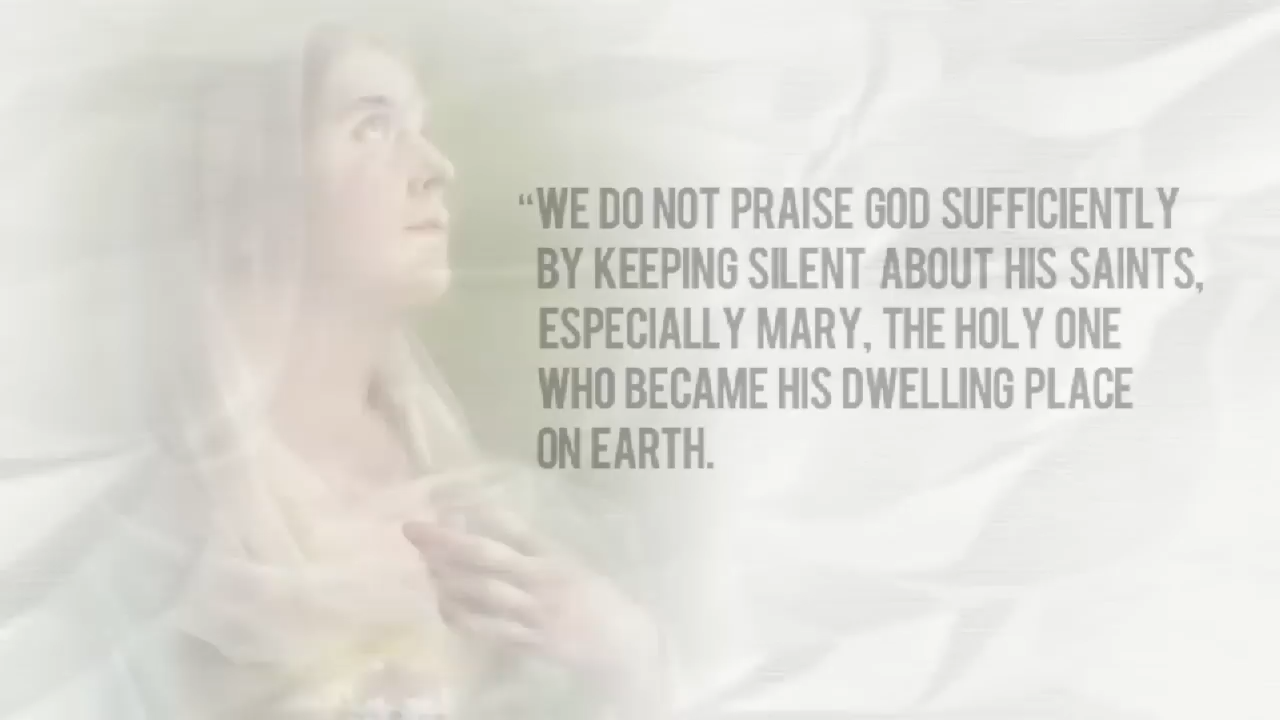 “WE DO NOT PRAISE GOD SUFFICIENTLY
BY KEEPING SILENT ABOUT HIS SAINTS,
ESPECIALLY MARY, THE HOLY ONE
WHO BECAME HIS DWELLING PLACE
ON EARTH.